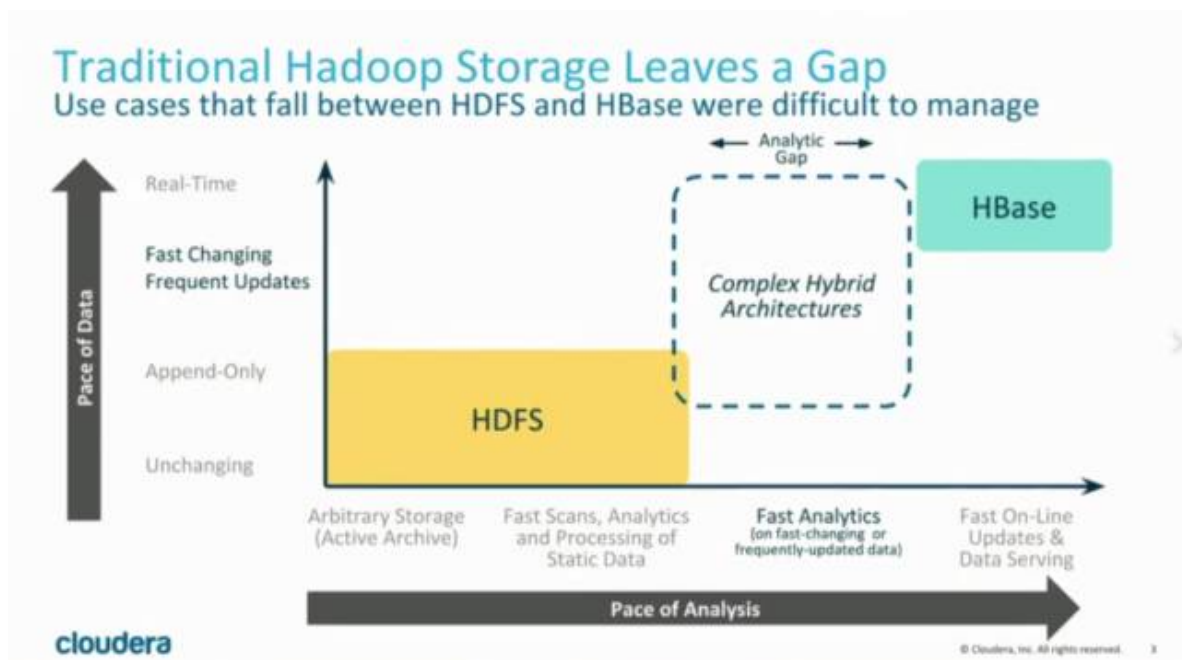 Traditional Hadoop Storage Leaves a Gap
Use cases that fall between HDFS and HBase were difficult to manage
Analytic
Gap
Real-Time
HBase
Fast Changing
Frequent Updates
Complex Hybrid
Architectures
Pace of Data
Append-Only
HDFS
Unchanging
Arbitrary Storage
(Active Archive)
Fast Scans, Analytics
and Processing of
Static Data
Fast Analytics
(on fast-changing or
frequently-updated data)
Fast On-Line
Updates &
Data Serving
Pace of Analysis
cloudera
© Cloudera, Inc. All rights reserved. 3